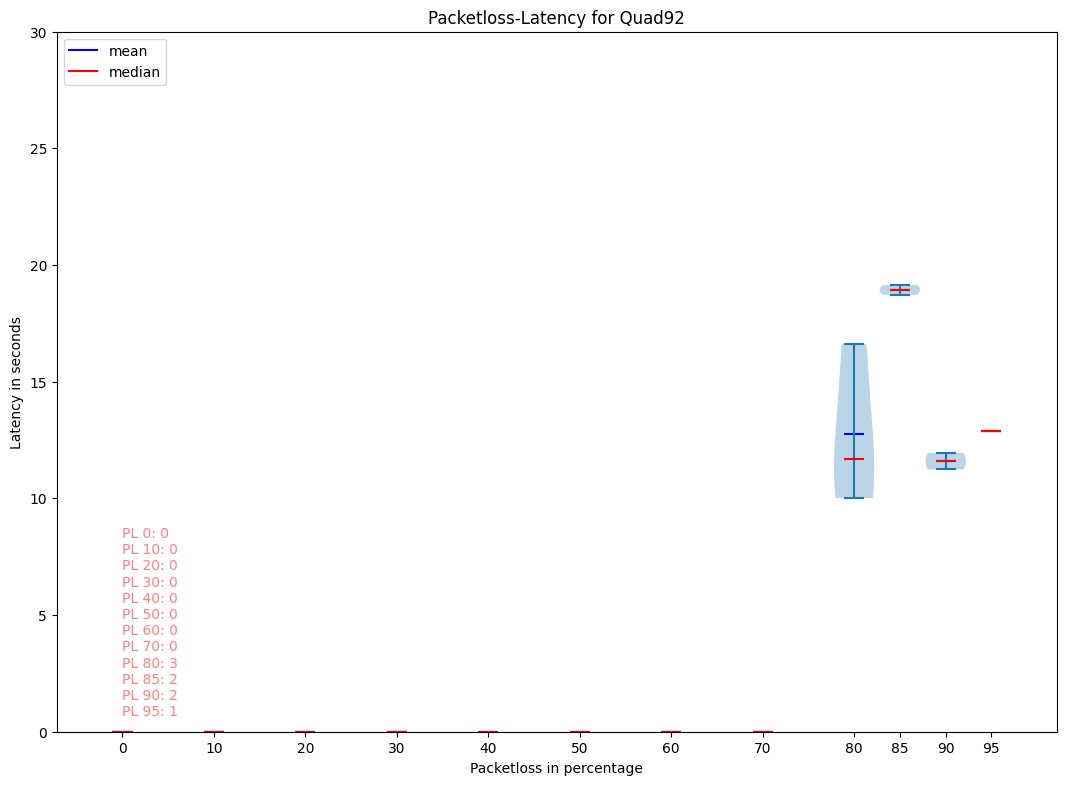 Packetloss-Latency for Quad92
mean
median
30
25
20
15
10
5
0
Latency in seconds
PL 0: 0
PL 10: 0
PL 20: 0
PL 30: 0
PL 40: 0
PL 50: 0
PL 60: 0
PL 70: 0
PL 80: 3
PL 85: 2
PL 90: 2
PL 95: 1
0 10 20 30 40 50 60 70 80 85 90 95
Packetloss in percentage